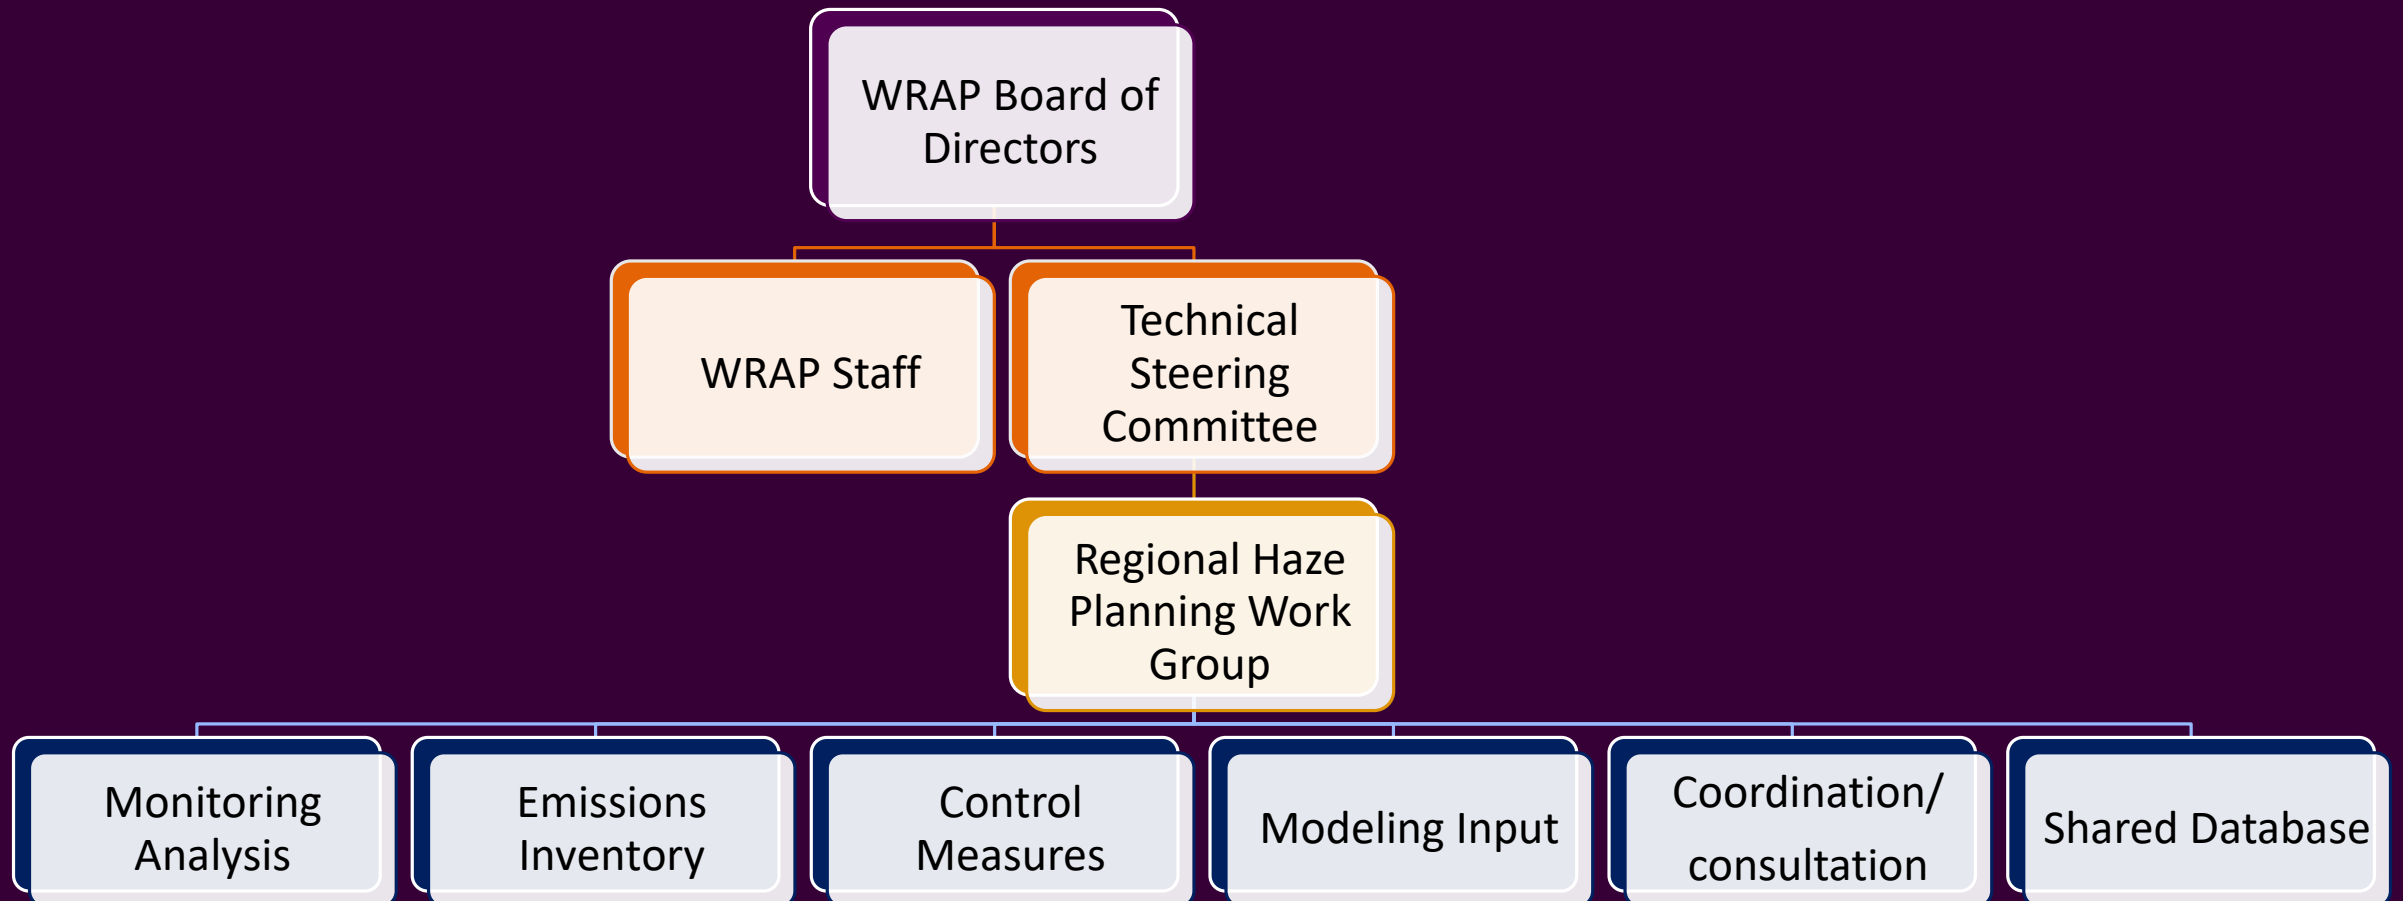 WRAP Board of
Directors
WRAP Staff
Technical
Steering
Committee
Regional Haze
Planning Work
Group
Monitoring
Analysis
Emissions
Inventory
Control
Measures
Modeling Input
Coordination/
consultation
Shared Database